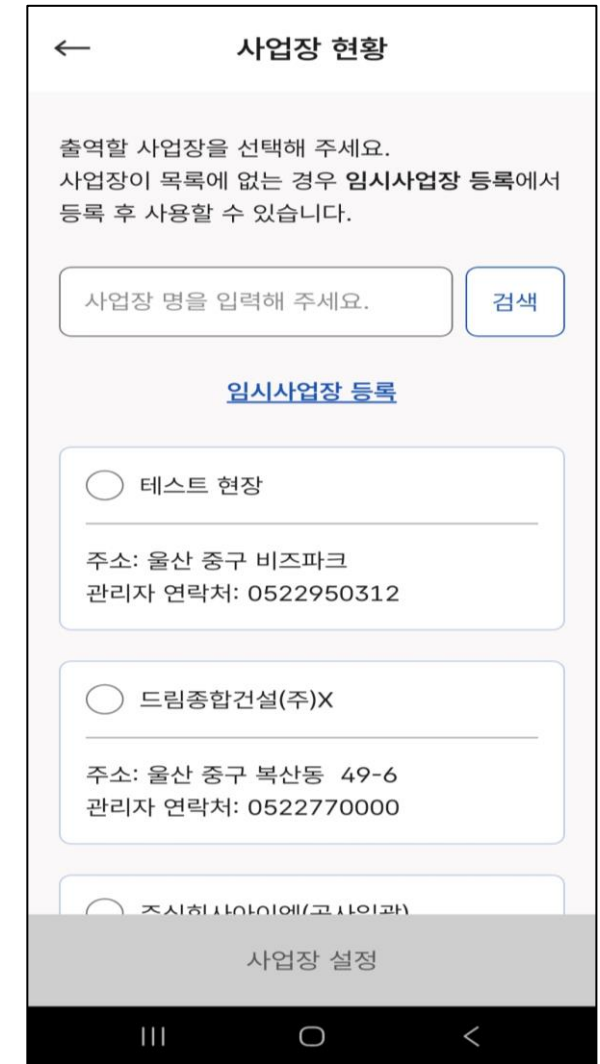 사업장 현황
출역할 사업장을 선택해 주세요.
사업장이 목록에 없는 경우 임시사업장 등록에서
등록 후 사용할 수 있습니다.
사업장 명을 입력해 주세요.
검색
임시사업장 등록
테스트 현장
주소: 울산 중구 비즈파크
관리자 연락처: 0522950312
드림종합건설(주)X
주소: 울산 중구 복산동  49-6
관리자 연락처: 0522770000
사업장 설정